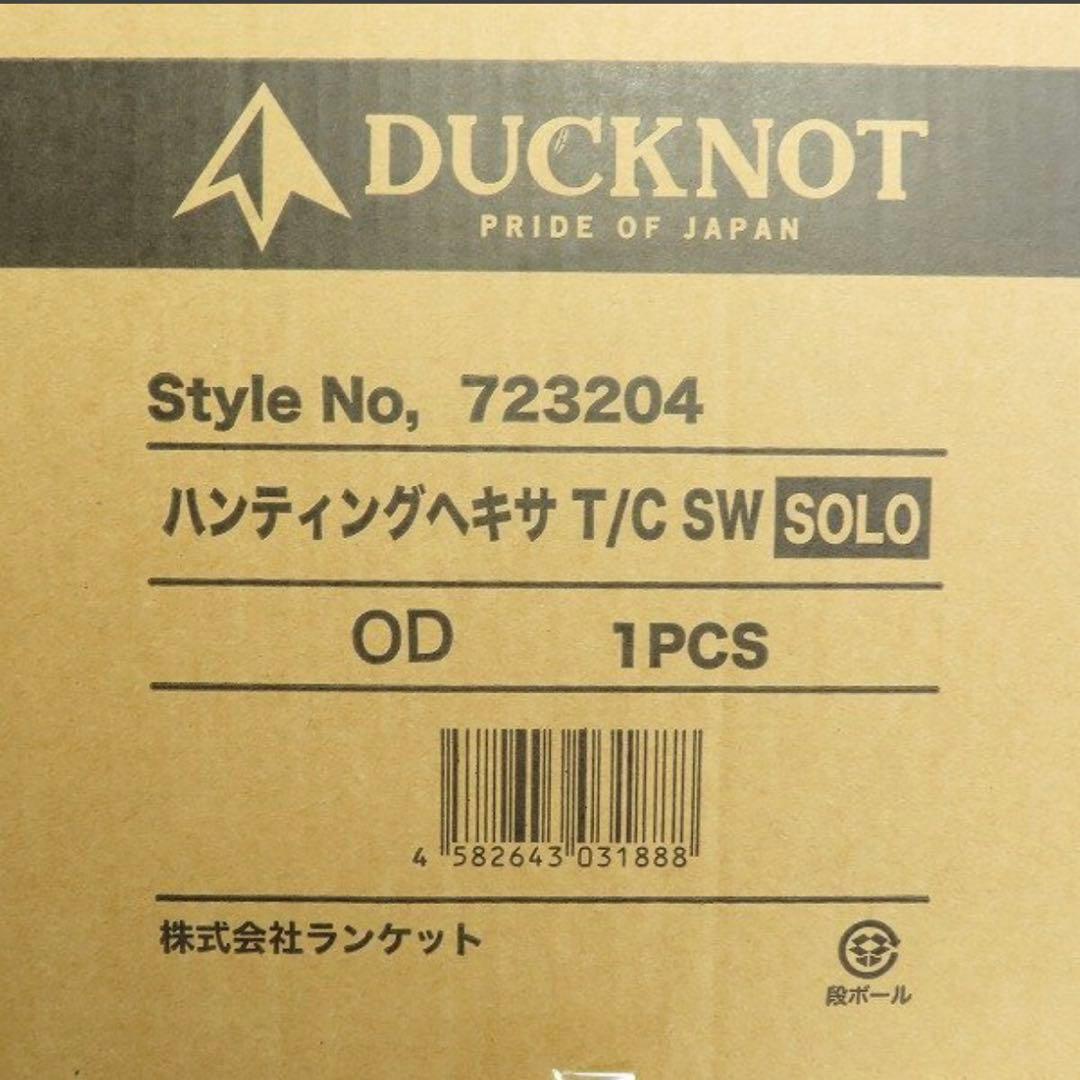 DUCKNOT
PRIDE OF JAPAN
Style No, 723204
ハンティングヘキサ T/C SW SOLO
OD 1PCS
4 582643 031888
株式会社ランケット
段ボール